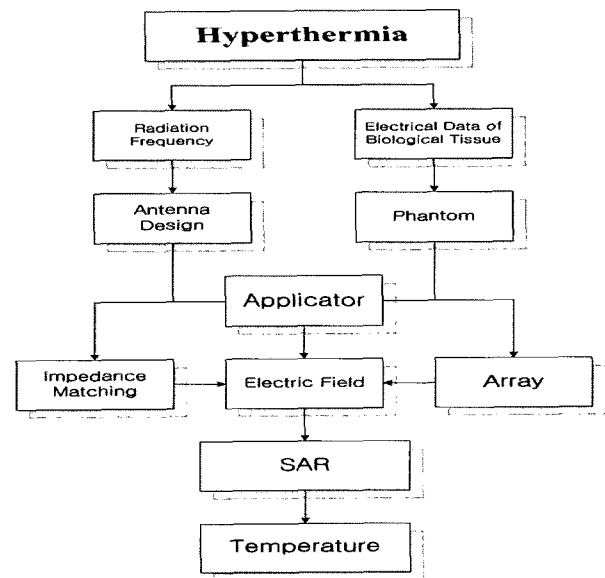 Hyperthermia
Radiation
Frequency
Electrical Data of
Biological Tissue
Antenna
Design
Phantom
Applicator
Impedance
Matching
Electric Field
Array
SAR
Temperature